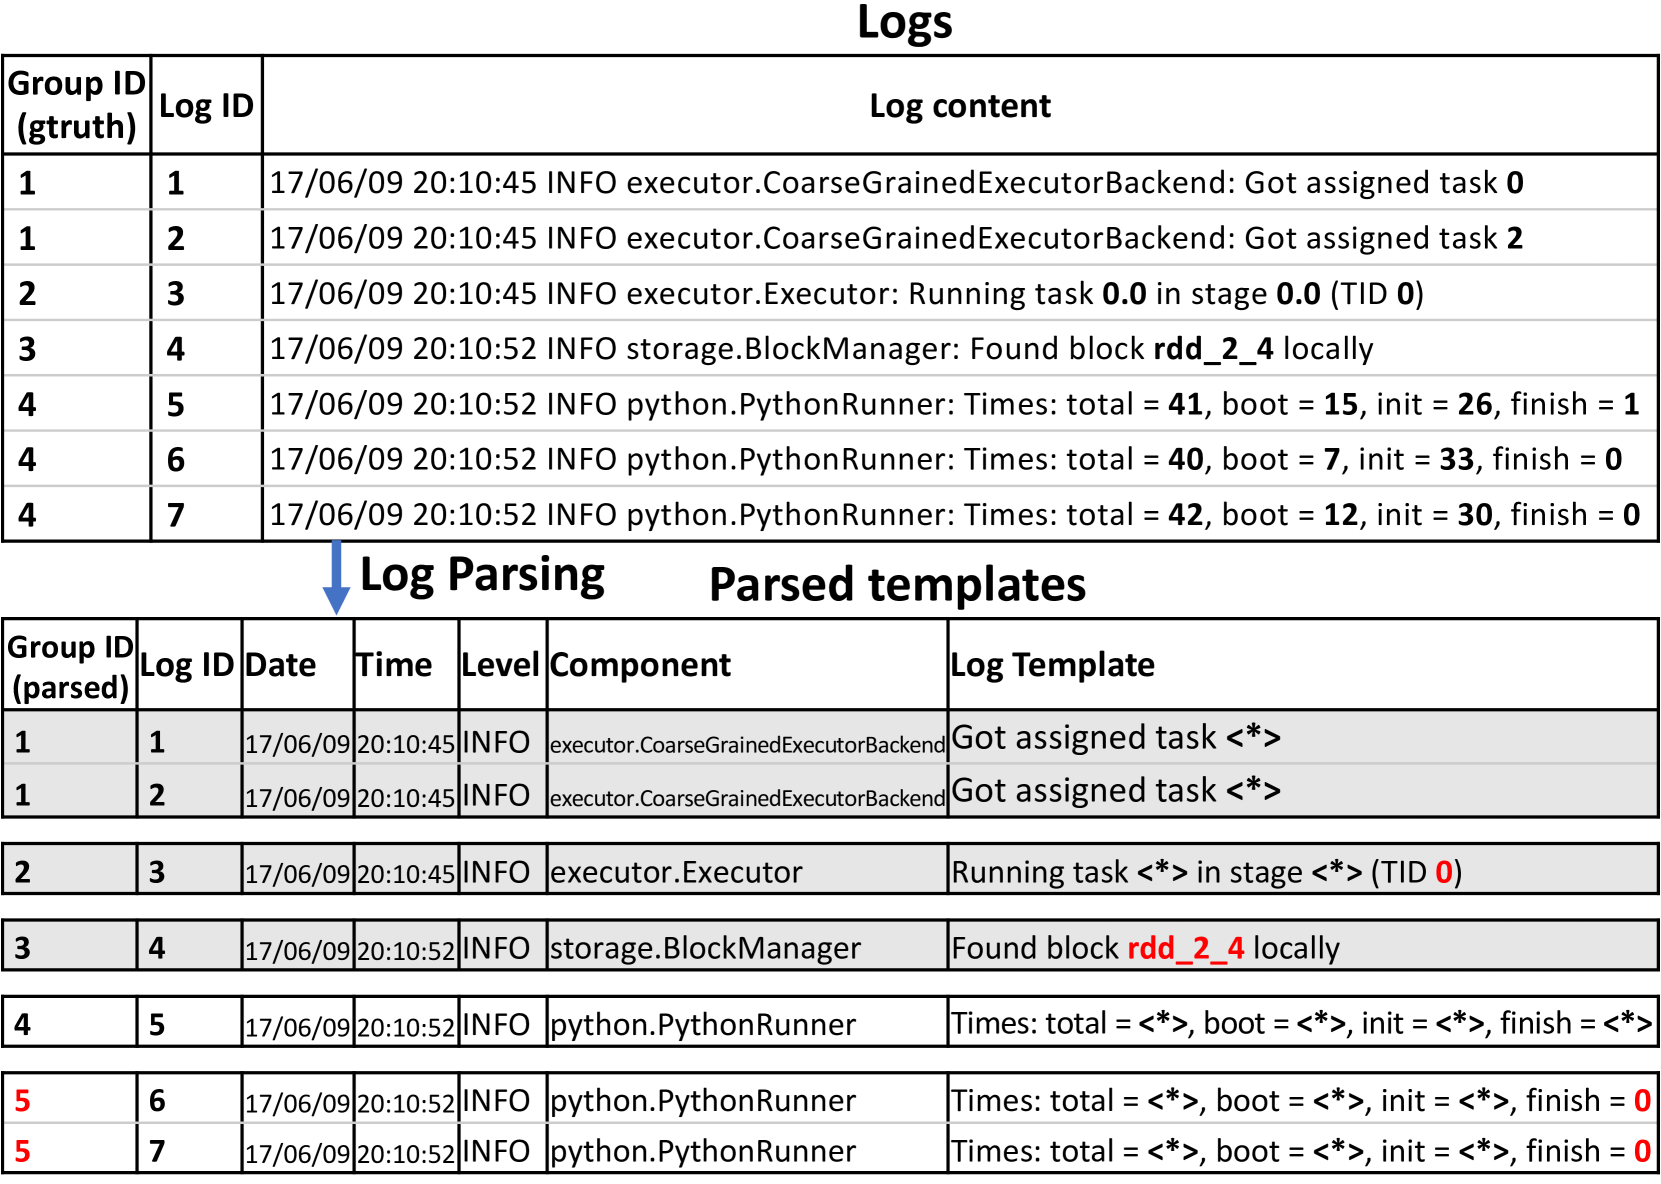 Logs
Group ID (gtruth) Log ID Log content
1 1 17/06/09 20:10:45 INFO executor.CoarseGrainedExecutorBackend: Got assigned task 0
1 2 17/06/09 20:10:45 INFO executor.CoarseGrainedExecutorBackend: Got assigned task 2
2 3 17/06/09 20:10:45 INFO executor.Executor: Running task 0.0 in stage 0.0 (TID 0)
3 4 17/06/09 20:10:52 INFO storage.BlockManager: Found block rdd_2_4 locally
4 5 17/06/09 20:10:52 INFO python.PythonRunner: Times: total = 41, boot = 15, init = 26, finish = 1
4 6 17/06/09 20:10:52 INFO python.PythonRunner: Times: total = 40, boot = 7, init = 33, finish = 0
4 7 17/06/09 20:10:52 INFO python.PythonRunner: Times: total = 42, boot = 12, init = 30, finish = 0
Log Parsing
Parsed templates
Group ID (parsed) Log ID Date Time Level Component Log Template
1 1 17/06/09 20:10:45 INFO executor.CoarseGrainedExecutorBackend Got assigned task <*>
1 2 17/06/09 20:10:45 INFO executor.CoarseGrainedExecutorBackend Got assigned task <*>
2 3 17/06/09 20:10:45 INFO executor.Executor Running task <*> in stage <*> (TID 0)
3 4 17/06/09 20:10:52 INFO storage.BlockManager Found block rdd_2_4 locally
4 5 17/06/09 20:10:52 INFO python.PythonRunner Times: total = <*>, boot = <*>, init = <*>, finish = <*>
5 6 17/06/09 20:10:52 INFO python.PythonRunner Times: total = <*>, boot = <*>, init = <*>, finish = 0
5 7 17/06/09 20:10:52 INFO python.PythonRunner Times: total = <*>, boot = <*>, init = <*>, finish = 0